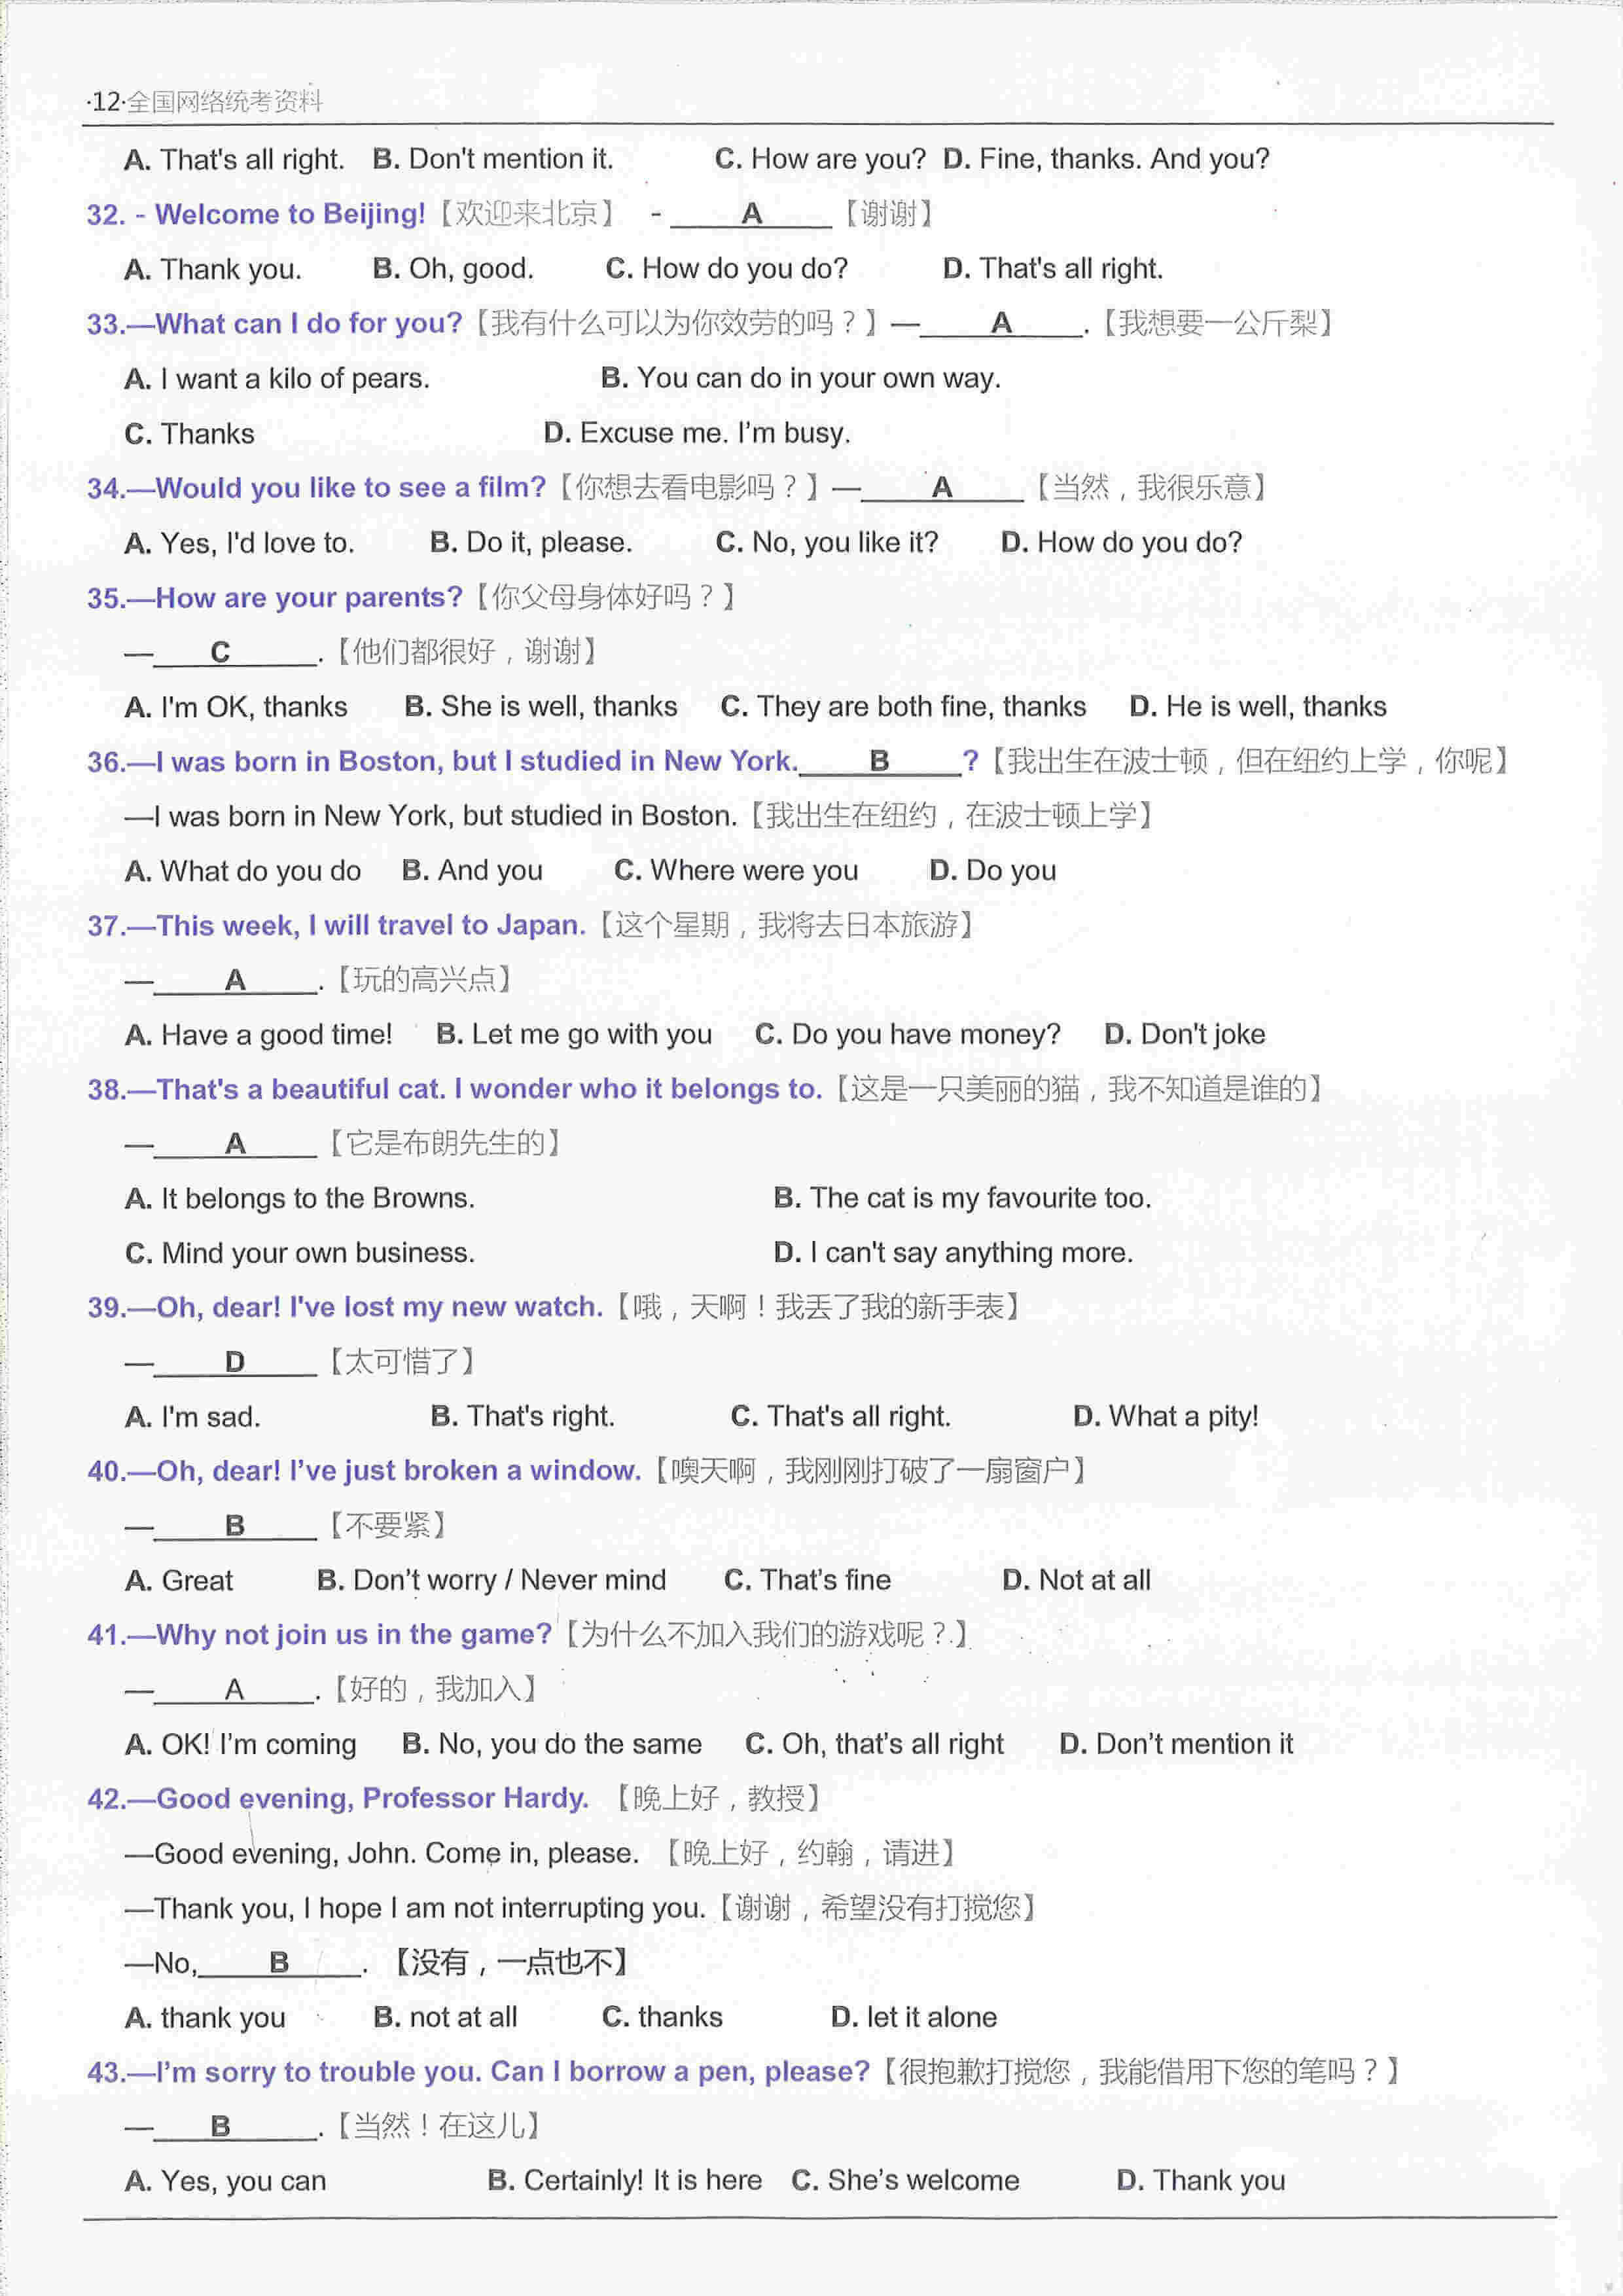 ·12·全国网络统考资料
A. That's all right. B. Don't mention it. C. How are you? D. Fine, thanks. And you?
32. - Welcome to Beijing!【欢迎来北京】 - A 【谢谢】
A. Thank you. B. Oh, good. C. How do you do? D. That's all right.
33.—What can I do for you?【我有什么可以为你效劳的吗？】—A.【我想要一公斤梨】
A. I want a kilo of pears. B. You can do in your own way.
C. Thanks D. Excuse me. I’m busy.
34.—Would you like to see a film?【你想去看电影吗？】—A【当然，我很乐意】
A. Yes, I'd love to. B. Do it, please. C. No, you like it? D. How do you do?
35.—How are your parents?【你父母身体好吗？】
—C.【他们都很好，谢谢】
A. I'm OK, thanks B. She is well, thanks C. They are both fine, thanks D. He is well, thanks
36.—I was born in Boston, but I studied in New York. B ?【我出生在波士顿，但在纽约上学，你呢】
—I was born in New York, but studied in Boston.【我出生在纽约，在波士顿上学】
A. What do you do B. And you C. Where were you D. Do you
37.—This week, I will travel to Japan.【这个星期，我将去日本旅游】
—A.【玩的高兴点】
A. Have a good time! B. Let me go with you C. Do you have money? D. Don't joke
38.—That's a beautiful cat. I wonder who it belongs to.【这是一只美丽的猫，我不知道是谁的】
—A【它是布朗先生的】
A. It belongs to the Browns. B. The cat is my favourite too.
C. Mind your own business. D. I can't say anything more.
39.—Oh, dear! I've lost my new watch.【哦，天啊！我丢了我的新手表】
—D【太可惜了】
A. I'm sad. B. That's right. C. That's all right. D. What a pity!
40.—Oh, dear! I’ve just broken a window.【噢天啊，我刚刚打破了一扇窗户】
—B【不要紧】
A. Great B. Don’t worry / Never mind C. That’s fine D. Not at all
41.—Why not join us in the game?【为什么不加入我们的游戏呢？】
—A.【好的，我加入】
A. OK! I’m coming B. No, you do the same C. Oh, that’s all right D. Don’t mention it
42.—Good evening, Professor Hardy. 【晚上好，教授】
—Good evening, John. Come in, please. 【晚上好，约翰，请进】
—Thank you, I hope I am not interrupting you.【谢谢，希望没有打搅您】
—No, B. 【没有，一点也不】
A. thank you B. not at all C. thanks D. let it alone
43.—I’m sorry to trouble you. Can I borrow a pen, please?【很抱歉打搅您，我能借用下您的笔吗？】
—B.【当然！在这儿】
A. Yes, you can B. Certainly! It is here C. She’s welcome D. Thank you